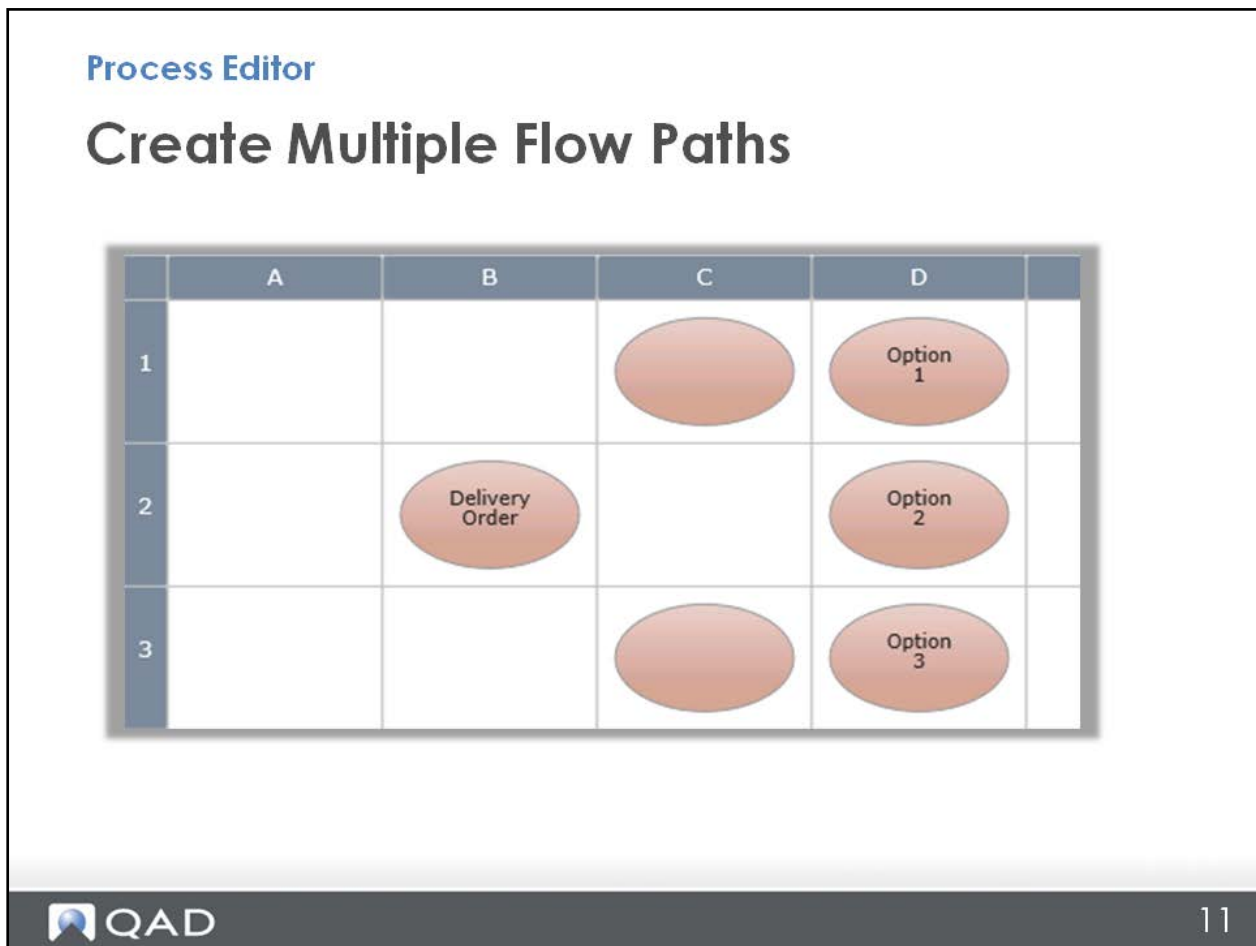 Process Editor
Create Multiple Flow Paths
A B C D
1
Option
1
2
Delivery
Order
Option
2
3
Option
3
QAD
11